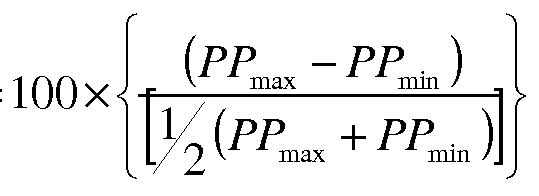 =100×{(PPmax − PPmin)/[1/2(PPmax + PPmin)]}